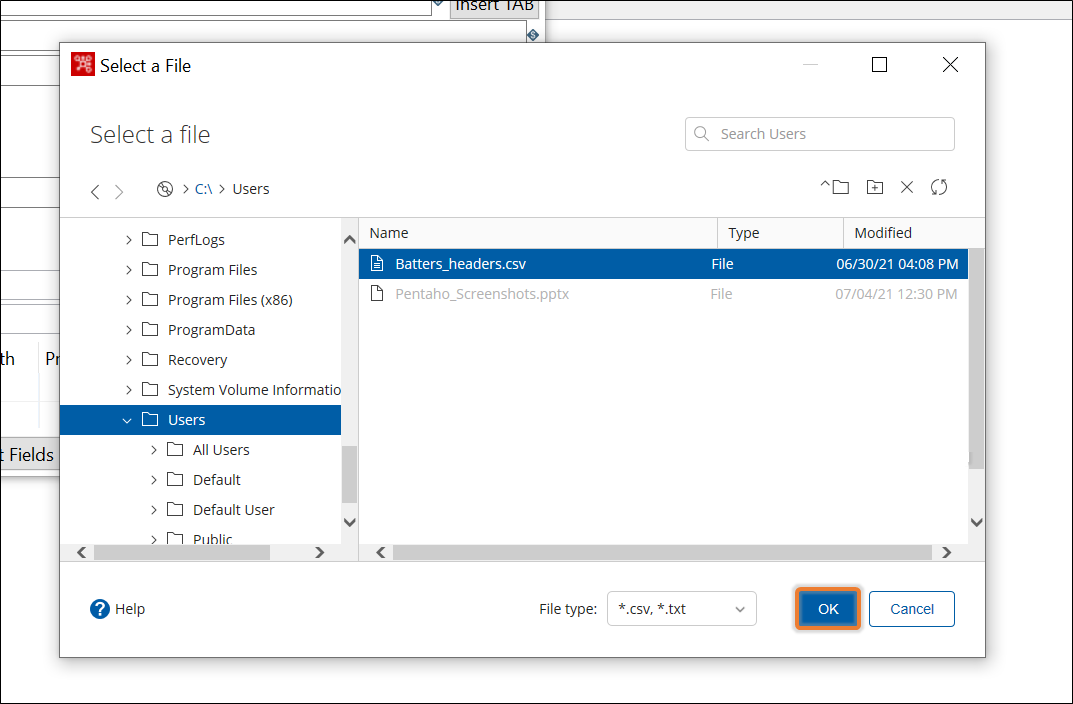 Insert TAB
Select a File
Select a file
Search Users
C:\ Users
Name Type Modified
PerfLogs
Program Files
Program Files (x86)
ProgramData
Recovery
System Volume Informatio
Users
All Users
Default
Default User
Public
Batters_headers.csv File 06/30/21 04:08 PM
Pentaho_Screenshots.pptx File 07/04/21 12:30 PM
th Pr
t Fields
? Help
File type: *.csv, *.txt
OK
Cancel